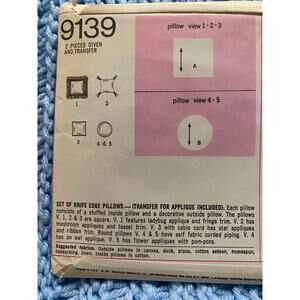 9139
2 PIECES GIVEN
AND TRANSFER
pillow view 1-2-3
A
1
2
pillow view 4-5
3
4 & 5
B
SET OF KNIFE EDGE PILLOWS—(TRANSFER FOR APPLIQUE INCLUDED): Each pillow
consists of a stuffed inside pillow and a decorative outside pillow. The pillows
V. 1, 2 & 3 are square. V. 1 features ladybug applique and fringe trim. V. 2 has
mushroom appliques and tassel trim. V. 3 with cable cord has star appliques
and ribbon trim. Round pillows V. 4 & 5 have self fabric corded piping. V. 4
has an owl applique. V. 5 has flower appliques with pom-pons.
Suggested fabrics: Outside pillows in canvas, duck, pique, cotton sateen, homespun,
sailcloth, linen. Inside pillows in